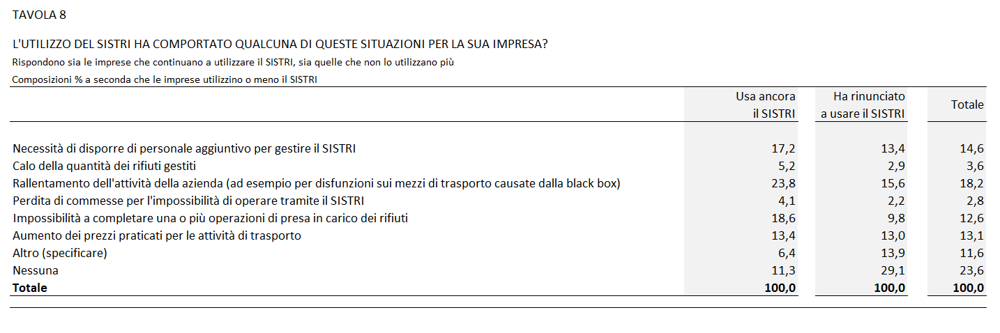 TAVOLA 8
L'UTILIZZO DEL SISTRI HA COMPORTATO QUALCUNA DI QUESTE SITUAZIONI PER LA SUA IMPRESA?
Rispondono sia le imprese che continuano a utilizzare il SISTRI, sia quelle che non lo utilizzano più
Composizioni % a seconda che le imprese utilizzino o meno il SISTRI
Usa ancora il SISTRI
Ha rinunciato a usare il SISTRI
Totale
Necessità di disporre di personale aggiuntivo per gestire il SISTRI 17,2 13,4 14,6
Calo della quantità dei rifiuti gestiti 5,2 2,9 3,6
Rallentamento dell'attività della azienda (ad esempio per disfunzioni sui mezzi di trasporto causate dalla black box) 23,8 15,6 18,2
Perdita di commesse per l'impossibilità di operare tramite il SISTRI 4,1 2,2 2,8
Impossibilità a completare una o più operazioni di presa in carico dei rifiuti 18,6 9,8 12,6
Aumento dei prezzi praticati per le attività di trasporto 13,4 13,0 13,1
Altro (specificare) 6,4 13,9 11,6
Nessuna 11,3 29,1 23,6
Totale 100,0 100,0 100,0